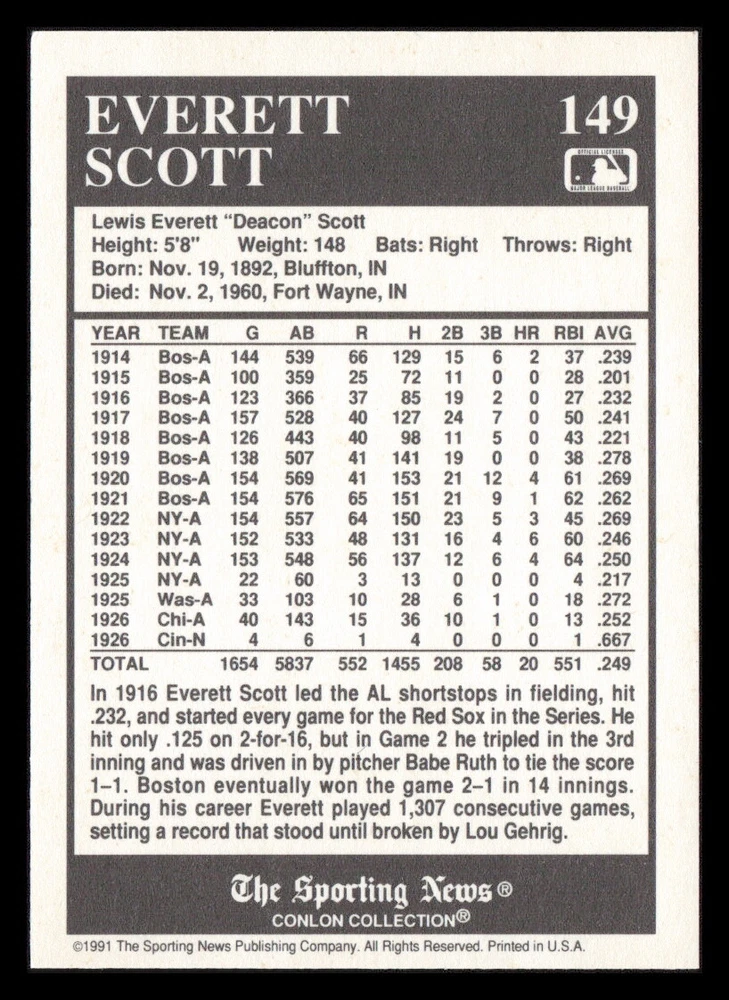 EVERETT 149
SCOTT
OFFICIAL LICENSEE
MAJOR LEAGUE BASEBALL
Lewis Everett “Deacon” Scott
Height: 5'8" Weight: 148 Bats: Right Throws: Right
Born: Nov. 19, 1892, Bluffton, IN
Died: Nov. 2, 1960, Fort Wayne, IN
YEAR TEAM G AB R H 2B 3B HR RBI AVG
1914 Bos-A 144 539 66 129 15 6 2 37 .239
1915 Bos-A 100 359 25 72 11 0 0 28 .201
1916 Bos-A 123 366 37 85 19 2 0 27 .232
1917 Bos-A 157 528 40 127 24 7 0 50 .241
1918 Bos-A 126 443 40 98 11 5 0 43 .221
1919 Bos-A 138 507 41 141 19 0 0 38 .278
1920 Bos-A 154 569 41 153 21 12 4 61 .269
1921 Bos-A 154 576 65 151 21 9 1 62 .262
1922 NY-A 154 557 64 150 23 5 3 45 .269
1923 NY-A 152 533 48 131 16 4 6 60 .246
1924 NY-A 153 548 56 137 12 6 4 64 .250
1925 NY-A 22 60 3 13 0 0 0 4 .217
1925 Was-A 33 103 10 28 6 1 0 18 .272
1926 Chi-A 40 143 15 36 10 1 0 13 .252
1926 Cin-N 4 6 1 4 0 0 0 1 .667
TOTAL 1654 5837 552 1455 208 58 20 551 .249
In 1916 Everett Scott led the AL shortstops in fielding, hit
.232, and started every game for the Red Sox in the Series. He
hit only .125 on 2-for-16, but in Game 2 he tripled in the 3rd
inning and was driven in by pitcher Babe Ruth to tie the score
1–1. Boston eventually won the game 2–1 in 14 innings.
During his career Everett played 1,307 consecutive games,
setting a record that stood until broken by Lou Gehrig.
The Sporting News®
CONLON COLLECTION®
©1991 The Sporting News Publishing Company. All Rights Reserved. Printed in U.S.A.